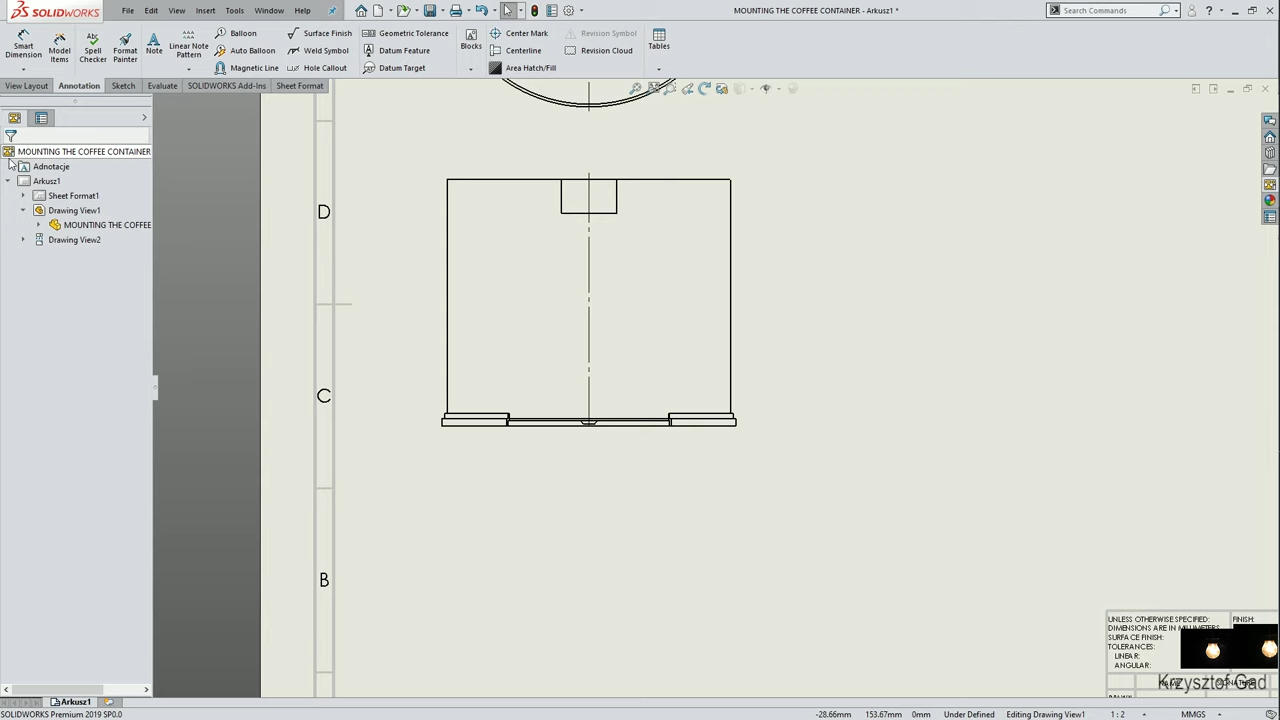 SOLIDWORKS
File Edit View Insert Tools Window Help
MOUNTING THE COFFEE CONTAINER - Arkusz1 *
Search Commands
Smart Dimension
Model Items
Spell Checker
Format Painter
Note
Linear Note Pattern
Balloon
Auto Balloon
Magnetic Line
Surface Finish
Weld Symbol
Hole Callout
Geometric Tolerance
Datum Feature
Datum Target
Blocks
Center Mark
Centerline
Area Hatch/Fill
Revision Symbol
Revision Cloud
Tables
View Layout Annotation Sketch Evaluate SOLIDWORKS Add-Ins Sheet Format
MOUNTING THE COFFEE CONTAINER
Adnotacje
Arkusz1
Sheet Format1
Drawing View1
MOUNTING THE COFFEE
Drawing View2
D
C
B
UNLESS OTHERWISE SPECIFIED:
DIMENSIONS ARE IN MILLIMETERS
SURFACE FINISH:
TOLERANCES:
LINEAR:
ANGULAR:
FINISH:
Krzysztof Gad
Arkusz1
SOLIDWORKS Premium 2019 SP0.0
-28.66mm 153.67mm 0mm Under Defined Editing Drawing View1 1 : 2 MMGS